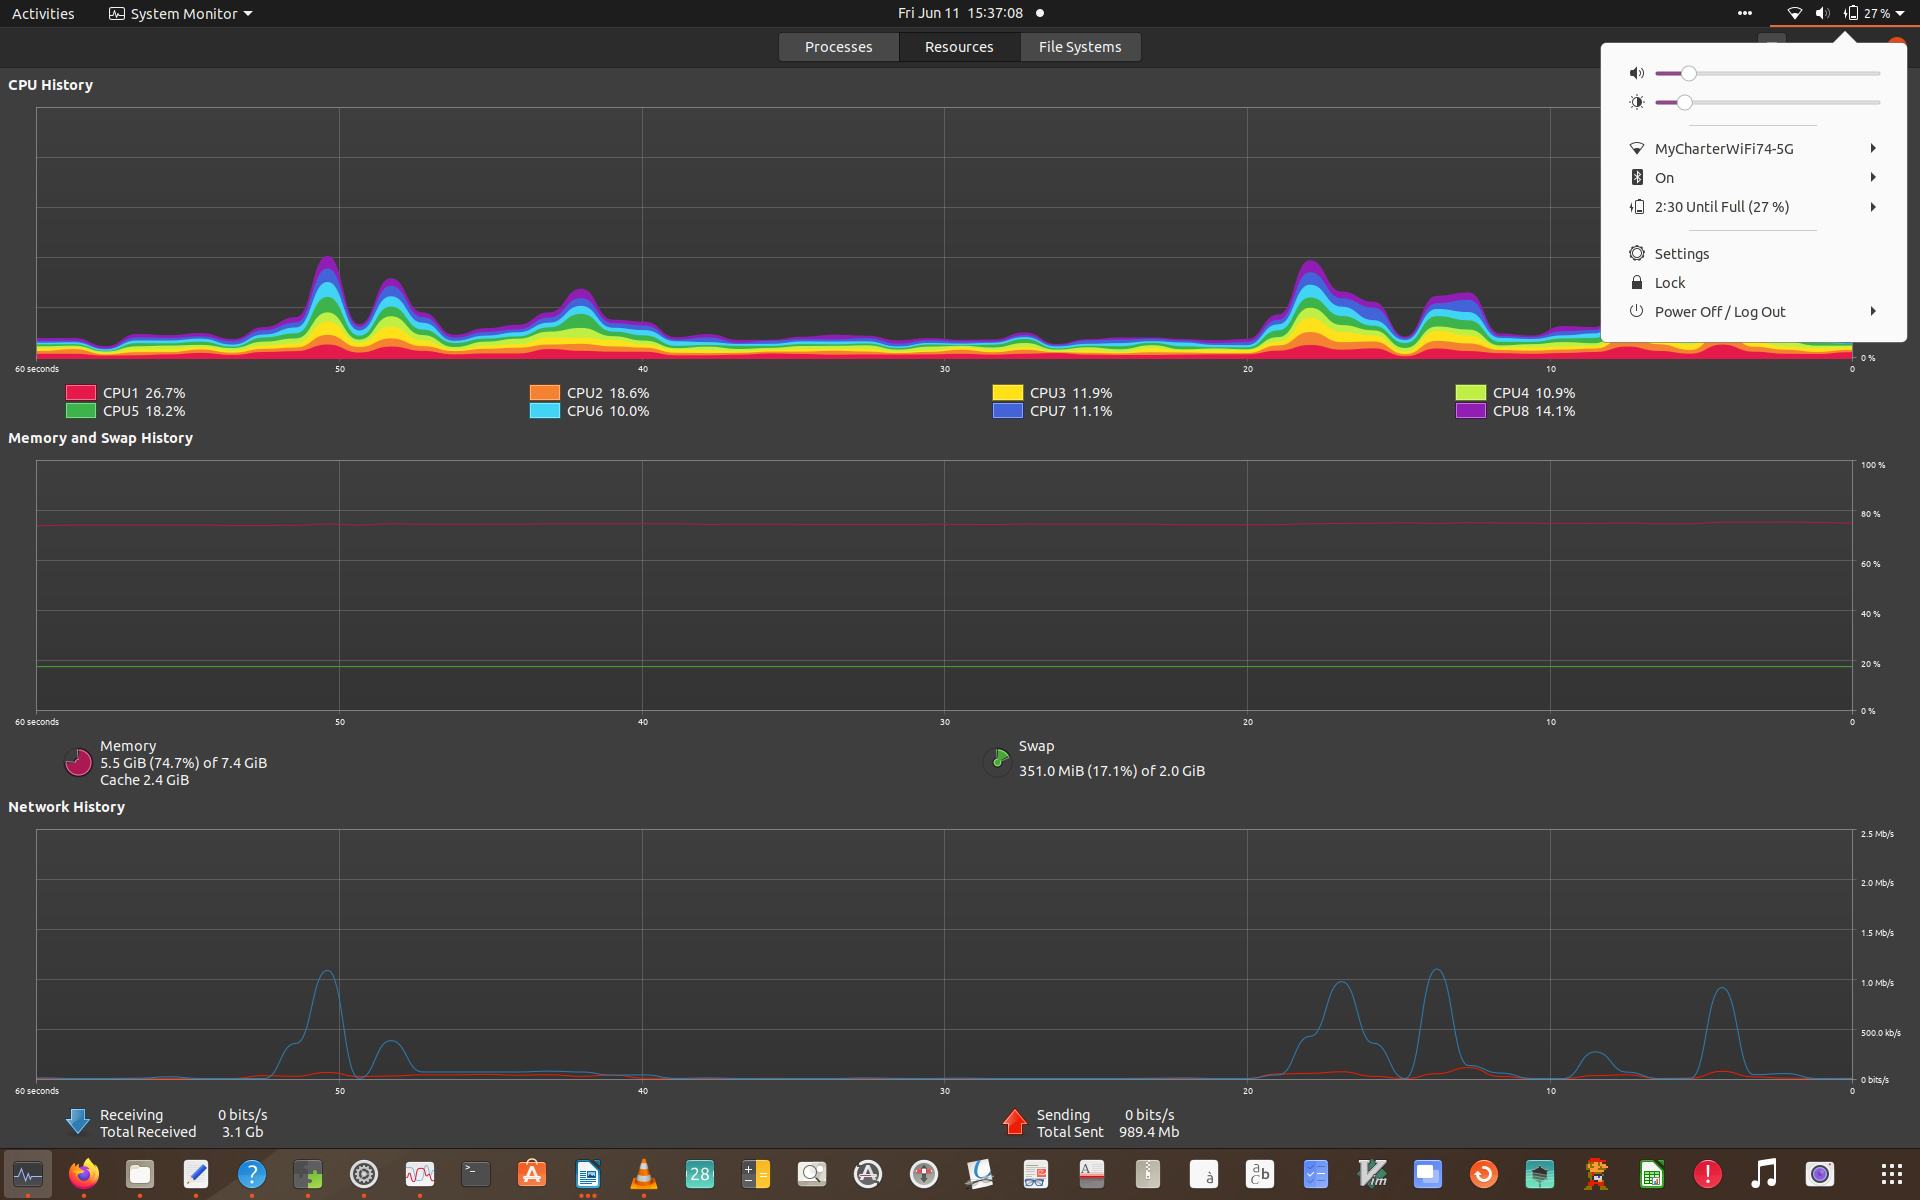 Activities
System Monitor
Fri Jun 11 15:37:08
27 %
Processes
Resources
File Systems
MyCharterWiFi74-5G
On
2:30 Until Full (27 %)
Settings
Lock
Power Off / Log Out
CPU History
0 %
60 seconds 50 40 30 20 10 0
CPU1 26.7% CPU2 18.6% CPU3 11.9% CPU4 10.9%
CPU5 18.2% CPU6 10.0% CPU7 11.1% CPU8 14.1%
Memory and Swap History
100 %
80 %
60 %
40 %
20 %
0 %
60 seconds 50 40 30 20 10 0
Memory
5.5 GiB (74.7%) of 7.4 GiB
Cache 2.4 GiB
Swap
351.0 MiB (17.1%) of 2.0 GiB
Network History
2.5 Mb/s
2.0 Mb/s
1.5 Mb/s
1.0 Mb/s
500.0 kb/s
0 bits/s
60 seconds 50 40 30 20 10 0
Receiving 0 bits/s
Total Received 3.1 Gb
Sending 0 bits/s
Total Sent 989.4 Mb
28
A
à
a
b
c
Vim